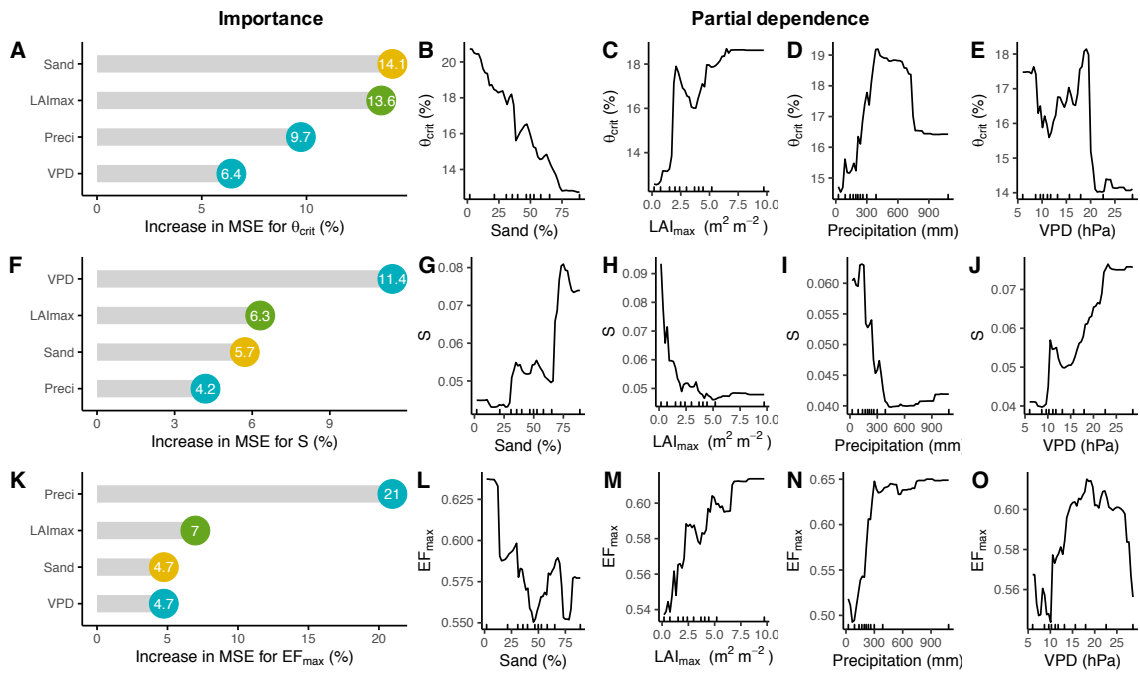 Importance
Partial dependence
A
Sand
14.1
LAImax
13.6
Preci
9.7
VPD
6.4
0 5 10
Increase in MSE for θcrit (%)
B
θcrit (%)
20
18
16
14
0 25 50 75
Sand (%)
C
θcrit (%)
18
16
14
12
0.0 2.5 5.0 7.5 10.0
LAImax (m² m⁻²)
D
θcrit (%)
19
18
17
16
15
0 300 600 900
Precipitation (mm)
E
θcrit (%)
18
17
16
15
14
5 10 15 20 25
VPD (hPa)
F
VPD
11.4
LAImax
6.3
Sand
5.7
Preci
4.2
0 3 6 9
Increase in MSE for S (%)
G
S
0.08
0.07
0.06
0.05
0 25 50 75
Sand (%)
H
S
0.09
0.08
0.07
0.06
0.05
0.0 2.5 5.0 7.5 10.0
LAImax (m² m⁻²)
I
S
0.060
0.055
0.050
0.045
0.040
0 300 600 900
Precipitation (mm)
J
S
0.07
0.06
0.05
0.04
5 10 15 20 25
VPD (hPa)
K
Preci
21
LAImax
7
Sand
4.7
VPD
4.7
0 5 10 15 20
Increase in MSE for EFmax (%)
L
EFmax
0.625
0.600
0.575
0.550
0 25 50 75
Sand (%)
M
EFmax
0.60
0.58
0.56
0.54
0.0 2.5 5.0 7.5 10.0
LAImax (m² m⁻²)
N
EFmax
0.65
0.60
0.55
0.50
0 300 600 900
Precipitation (mm)
O
EFmax
0.60
0.58
0.56
5 10 15 20 25
VPD (hPa)